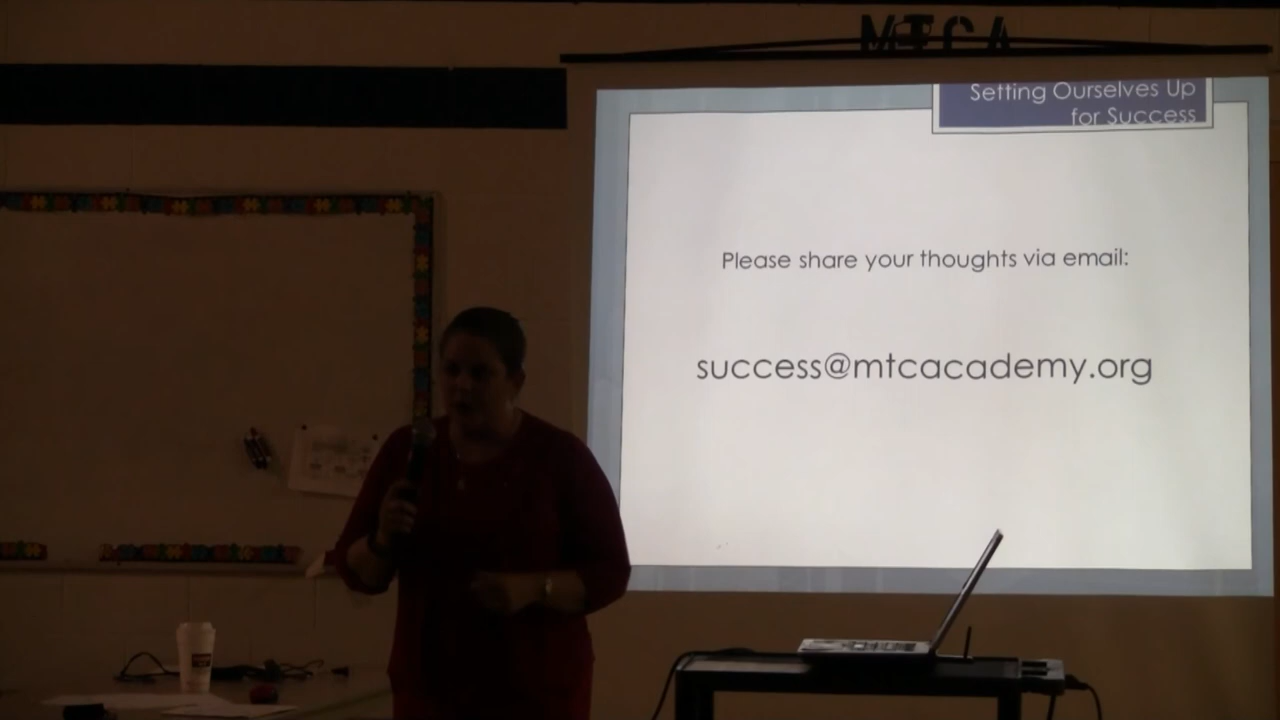 MTCA
Setting Ourselves Up
for Success
Please share your thoughts via email:
success@mtcacademy.org